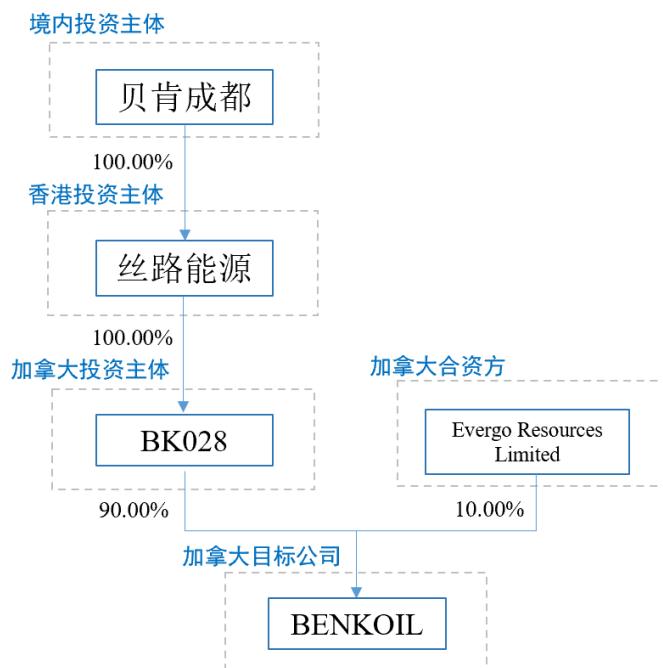 境内投资主体
贝肯成都
100.00%
香港投资主体
丝路能源
100.00%
加拿大投资主体
加拿大合资方
BK028
Evergo Resources
Limited
90.00%
10.00%
加拿大目标公司
BENKOIL